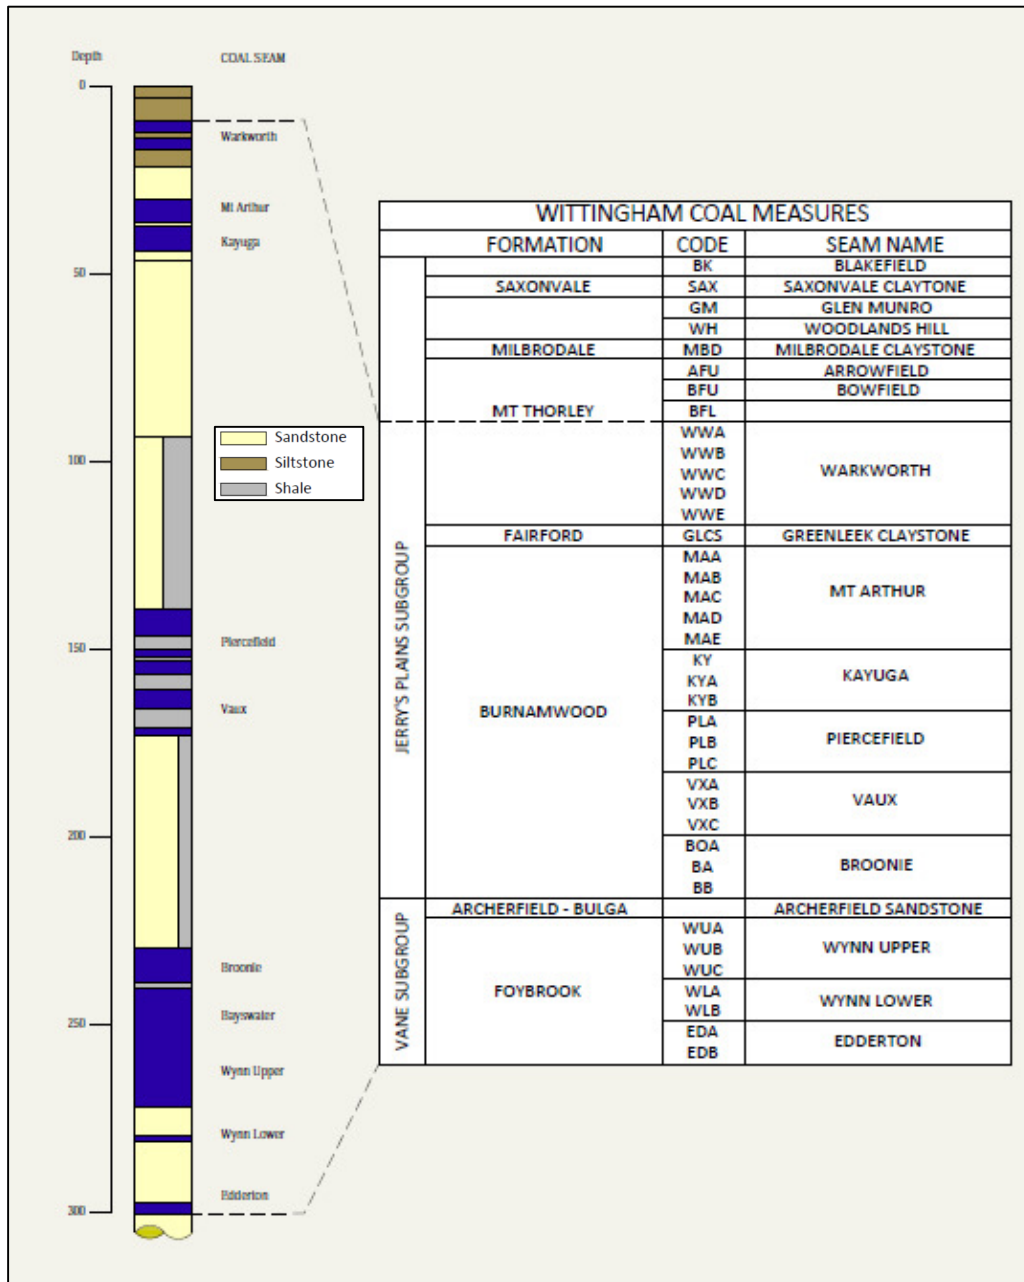 Depth COAL SEAM
0
Warkworth
Mt Arthur
Kayuga
50
100
Piercefield
150
Vaux
200
Broonie
250
Bayswater
Wynn Upper
Wynn Lower
Edderton
300
Sandstone
Siltstone
Shale
WITTINGHAM COAL MEASURES
FORMATION CODE SEAM NAME
JERRY'S PLAINS SUBGROUP
BK BLAKEFIELD
SAXONVALE SAX SAXONVALE CLAYTONE
GM GLEN MUNRO
WH WOODLANDS HILL
MILBRODALE MBD MILBRODALE CLAYSTONE
AFU ARROWFIELD
BFU BOWFIELD
MT THORLEY BFL
WWA
WWB
WWC WARKWORTH
WWD
WWE
FAIRFORD GLCS GREENLEEK CLAYSTONE
MAA
MAB
MAC MT ARTHUR
MAD
MAE
KY
KYA KAYUGA
KYB
BURNAMWOOD
PLA
PLB PIERCEFIELD
PLC
VXA
VXB VAUX
VXC
BOA
BA BROONIE
BB
VANE SUBGROUP
ARCHERFIELD - BULGA ARCHERFIELD SANDSTONE
WUA
WUB WYNN UPPER
WUC
FOYBROOK
WLA WYNN LOWER
WLB
EDA EDDERTON
EDB